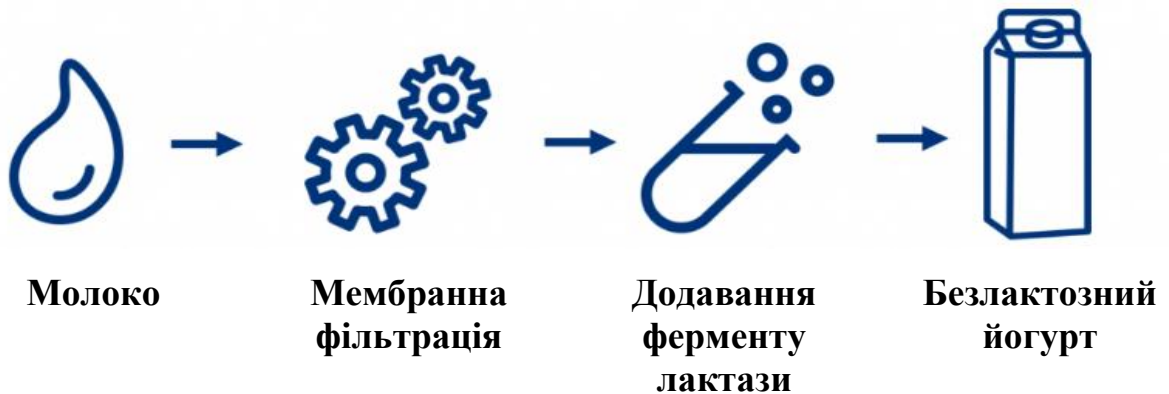 Молоко
Мембранна
фільтрація
Додавання
ферменту
лактази
Безлактозний
йогурт